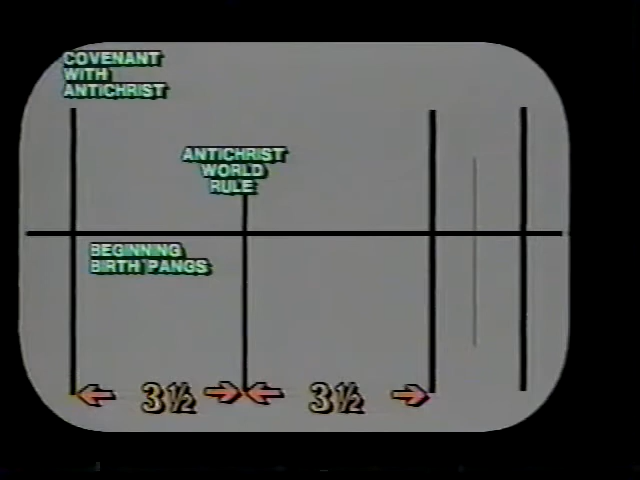 COVENANT
WITH
ANTICHRIST
ANTICHRIST
WORLD
RULE
BEGINNING
BIRTH PANGS
3½ 3½